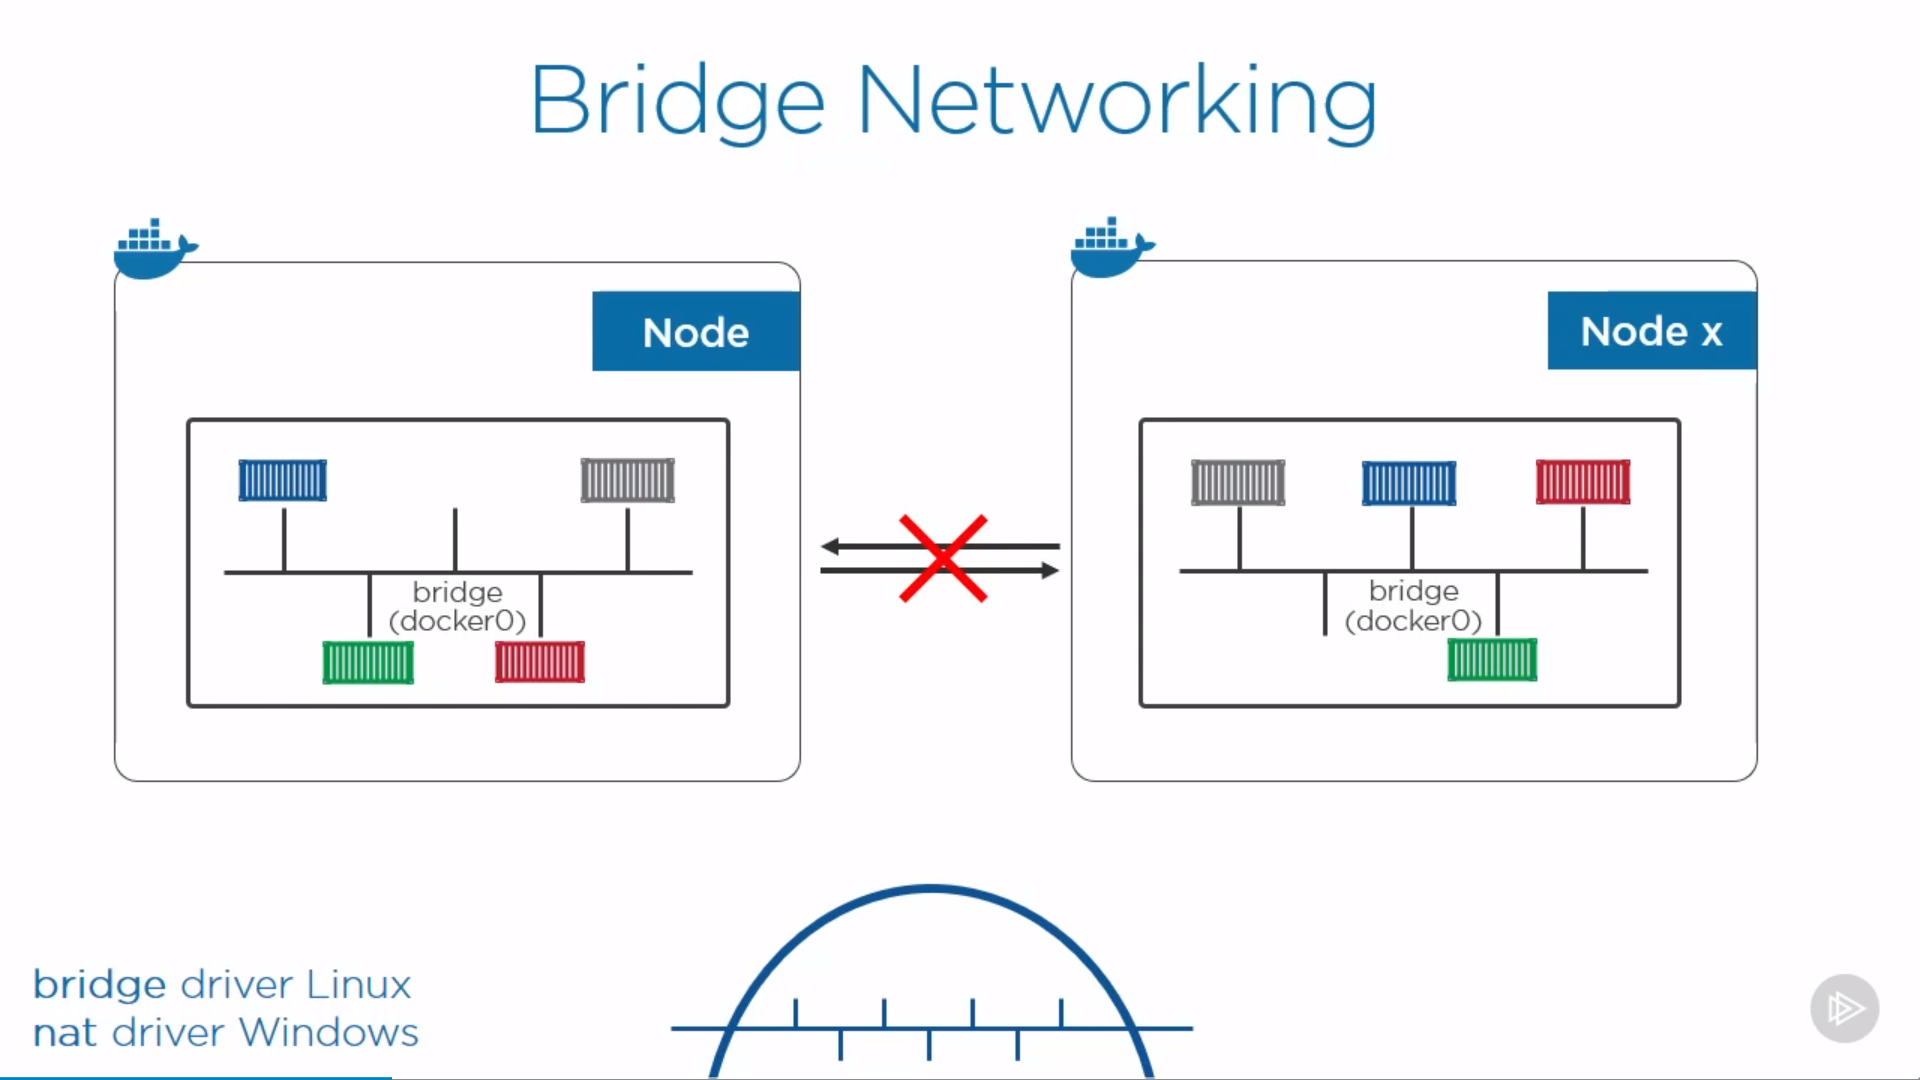 Bridge Networking
Node
Node x
bridge
(docker0)
bridge
(docker0)
bridge driver Linux
nat driver Windows